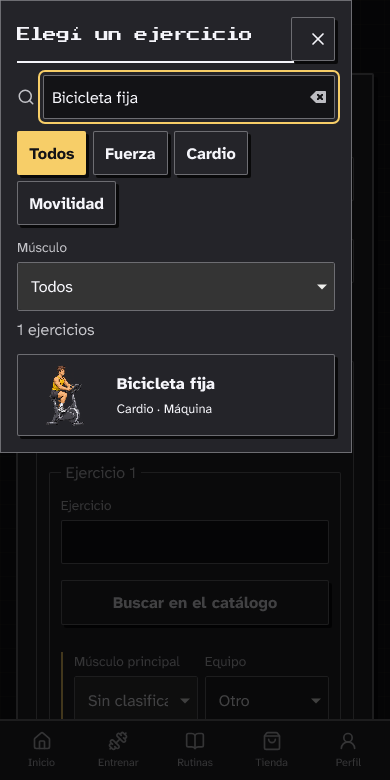 Elegí un ejercicio
Bicicleta fija
Todos
Fuerza
Cardio
Movilidad
Músculo
Todos
1 ejercicios
Bicicleta fija
Cardio · Máquina
Ejercicio 1
Ejercicio
Buscar en el catálogo
Músculo principal
Equipo
Sin clasifica
Otro
Inicio
Entrenar
Rutinas
Tienda
Perfil